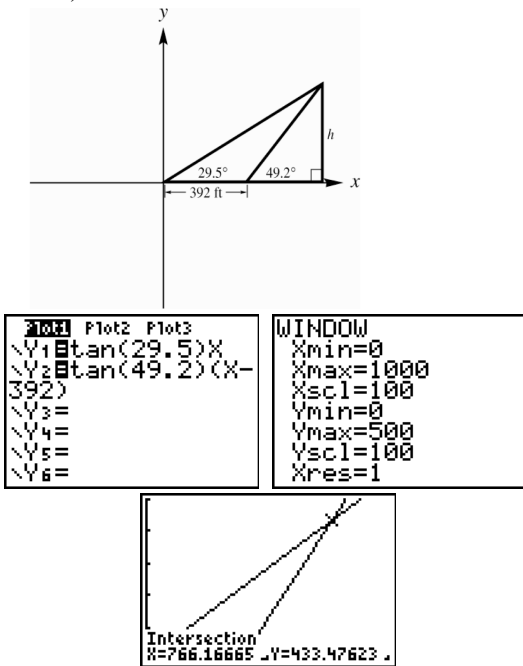 y
h
29.5° 49.2°
x
392 ft
Plot1 Plot2 Plot3
\Y1=tan(29.5)X
\Y2=tan(49.2)(X-
392)
\Y3=
\Y4=
\Y5=
\Y6=
WINDOW
Xmin=0
Xmax=1000
Xscl=100
Ymin=0
Ymax=500
Yscl=100
Xres=1
Intersection
X=766.16665 Y=433.47623